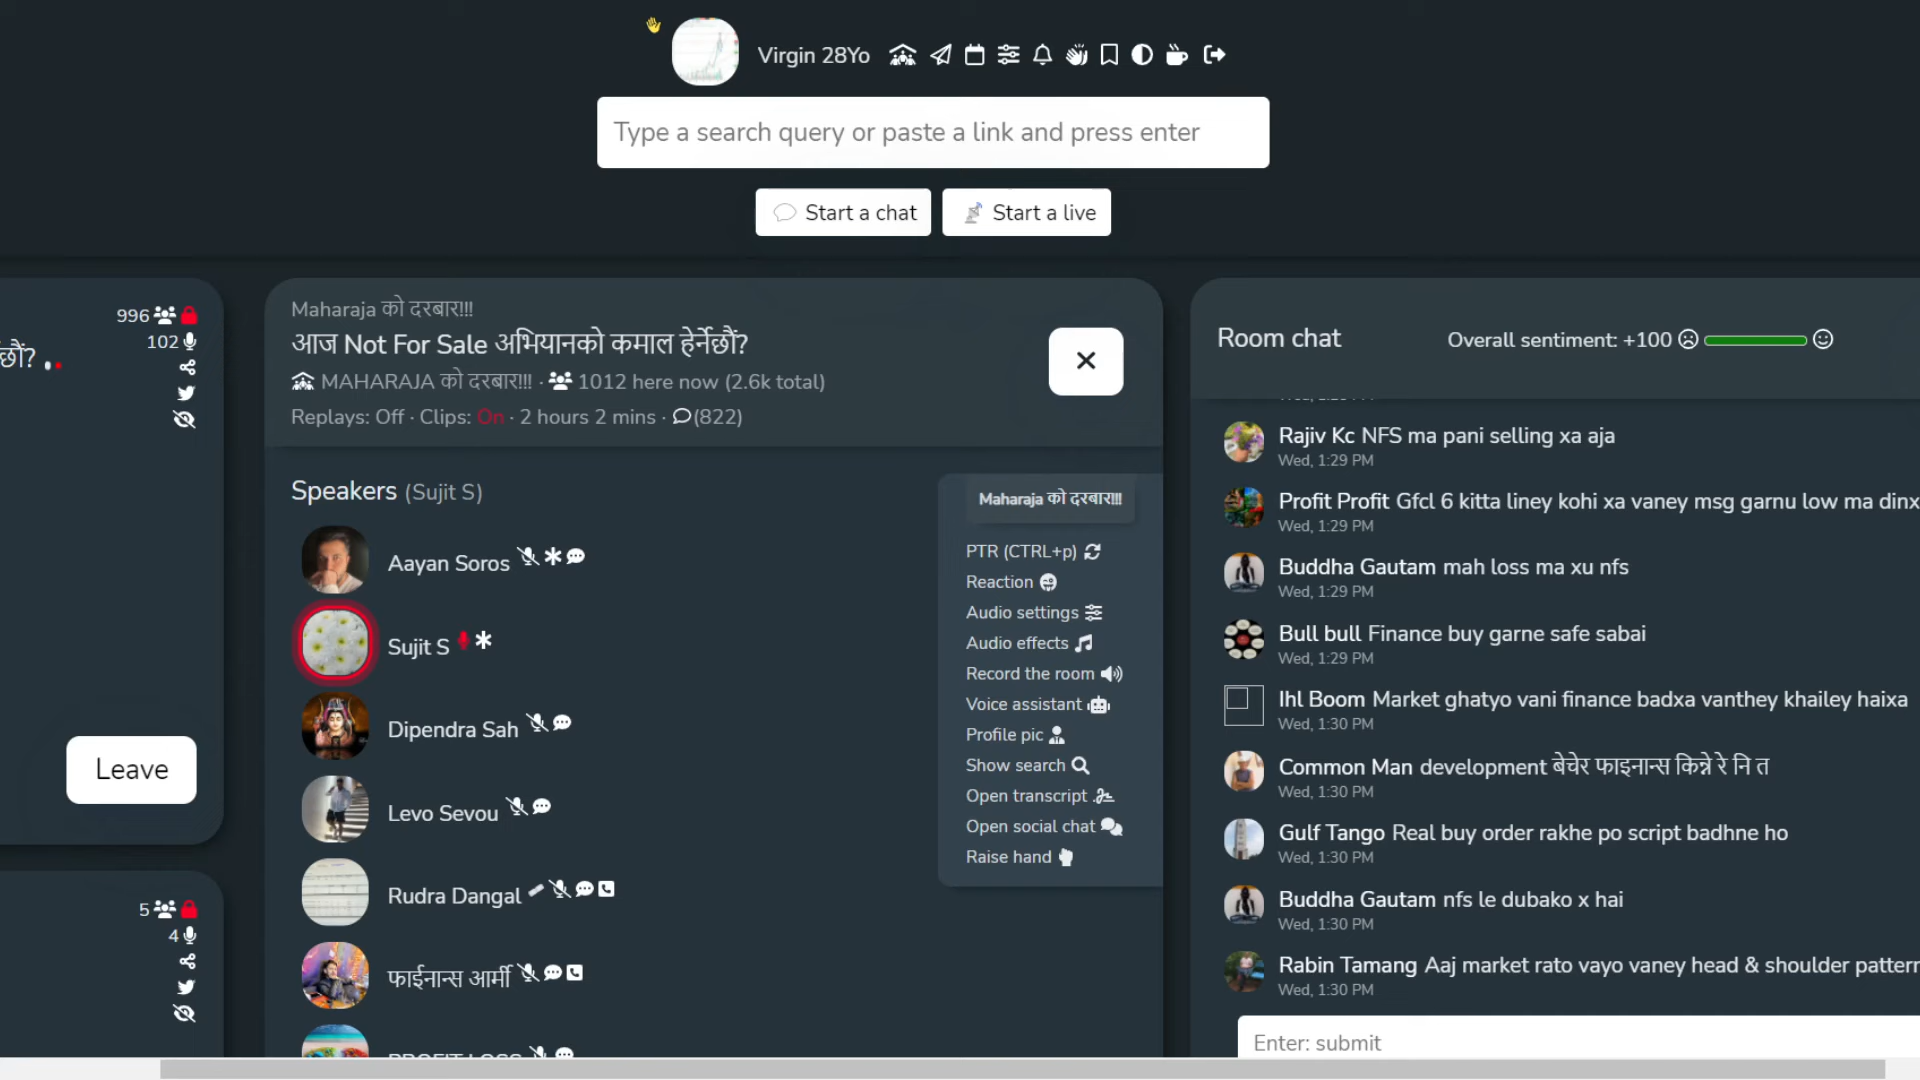 Virgin 28Yo
Type a search query or paste a link and press enter
Start a chat
Start a live
996
102
छौं?
Leave
5
4
Maharaja को दरबार!!!
आज Not For Sale अभियानको कमाल हेर्नेछौं?
MAHARAJA को दरबार!!! · 1012 here now (2.6k total)
Replays: Off · Clips: On · 2 hours 2 mins · (822)
Speakers (Sujit S)
Aayan Soros
Sujit S
Dipendra Sah
Levo Sevou
Rudra Dangal
फाईनान्स आर्मी
PROFIT LOSS
Maharaja को दरबार!!!
PTR (CTRL+p)
Reaction
Audio settings
Audio effects
Record the room
Voice assistant
Profile pic
Show search
Open transcript
Open social chat
Raise hand
Room chat
Overall sentiment: +100
Rajiv Kc NFS ma pani selling xa aja
Wed, 1:29 PM
Profit Profit Gfcl 6 kitta liney kohi xa vaney msg garnu low ma dinx
Wed, 1:29 PM
Buddha Gautam mah loss ma xu nfs
Wed, 1:29 PM
Bull bull Finance buy garne safe sabai
Wed, 1:29 PM
Ihl Boom Market ghatyo vani finance badxa vanthey khailey haixa
Wed, 1:30 PM
Common Man development बेचेर फाइनान्स किन्ने रे नि त
Wed, 1:30 PM
Gulf Tango Real buy order rakhe po script badhne ho
Wed, 1:30 PM
Buddha Gautam nfs le dubako x hai
Wed, 1:30 PM
Rabin Tamang Aaj market rato vayo vaney head & shoulder pattern
Wed, 1:30 PM
Enter: submit